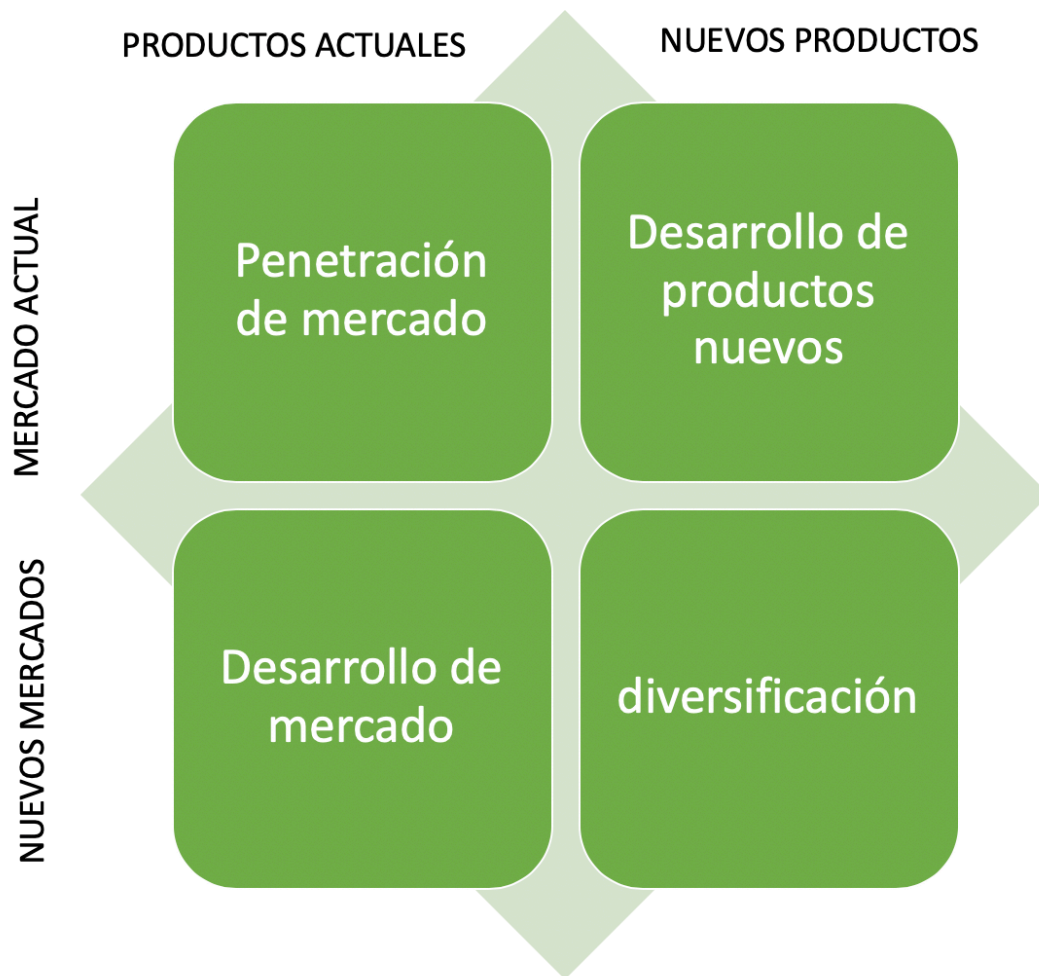 PRODUCTOS ACTUALES
NUEVOS PRODUCTOS
MERCADO ACTUAL
Penetración
de mercado
Desarrollo de
productos
nuevos
NUEVOS MERCADOS
Desarrollo de
mercado
diversificación